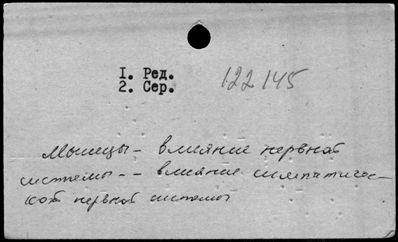 1. Ред.
2. Сер.
122 145
Мышцы - влияние нервной
системы - - влияние симпатичес-
кой нервной системы